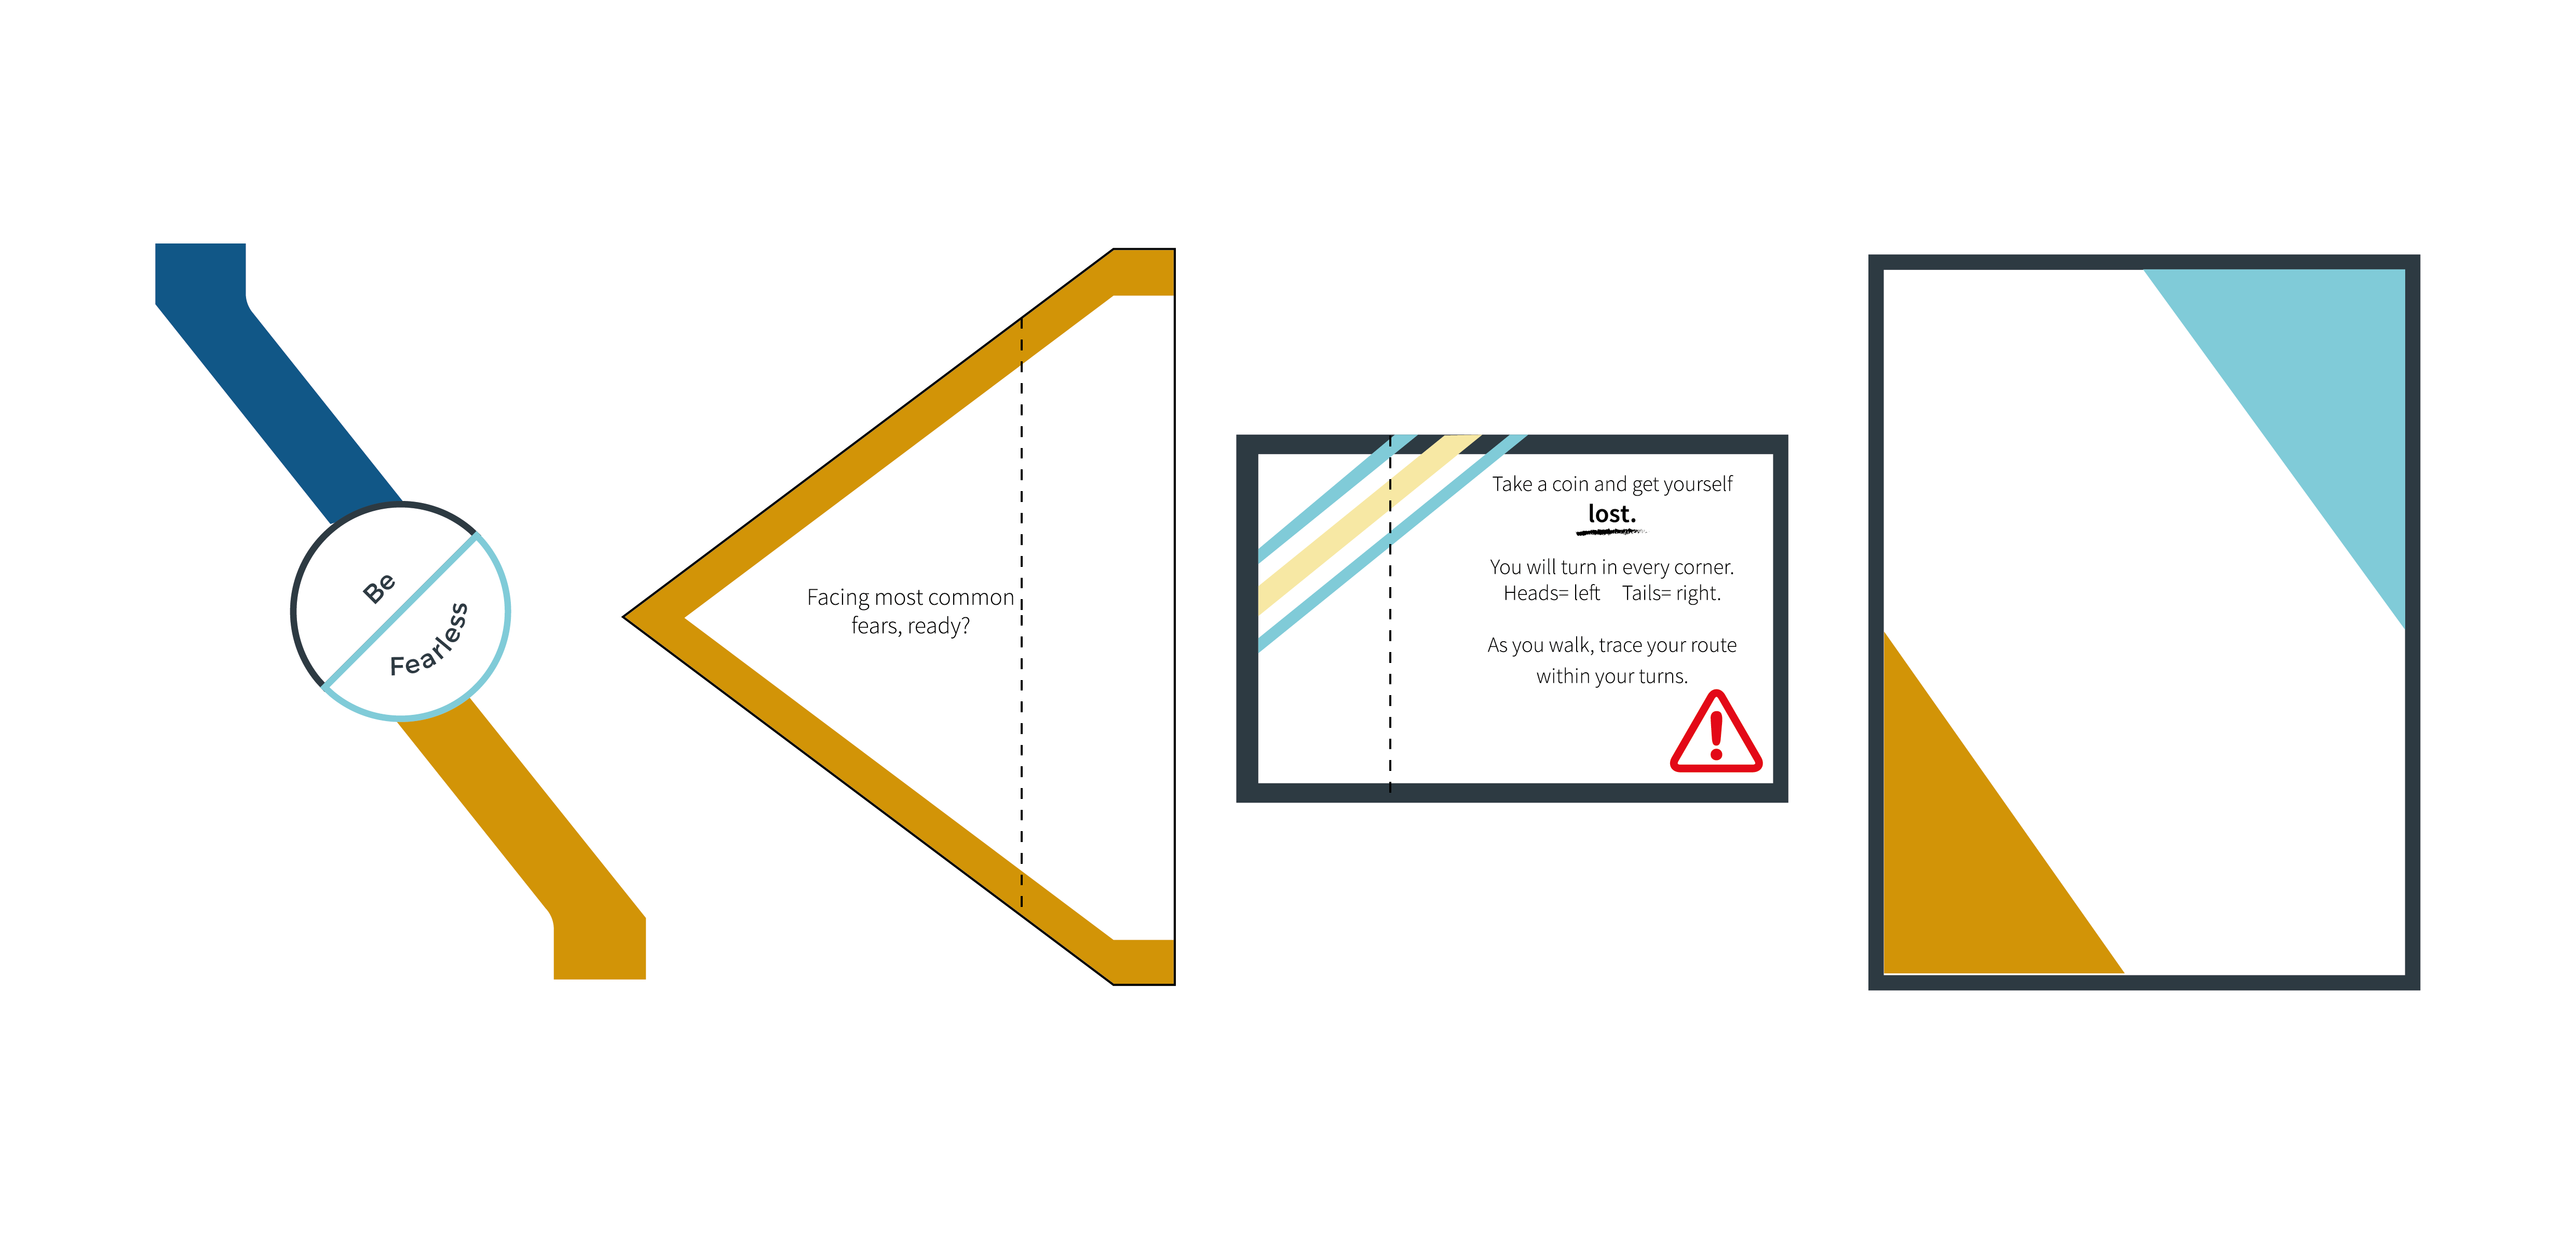 Be
Fearless
Facing most common
fears, ready?
Take a coin and get yourself
lost.
You will turn in every corner.
Heads= left Tails= right.
As you walk, trace your route
within your turns.
!